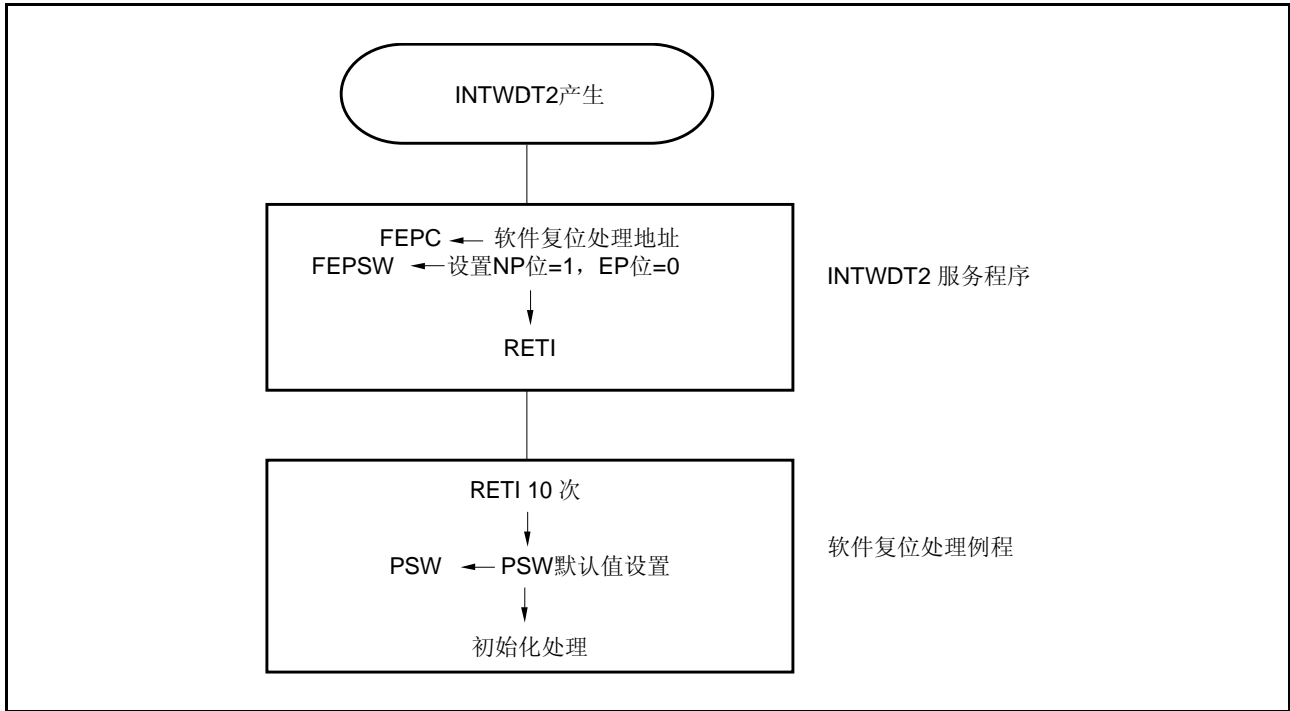 INTWDT2产生
FEPC ← 软件复位处理地址
FEPSW ← 设置NP位=1，EP位=0
RETI
INTWDT2 服务程序
RETI 10 次
PSW ← PSW默认值设置
初始化处理
软件复位处理例程